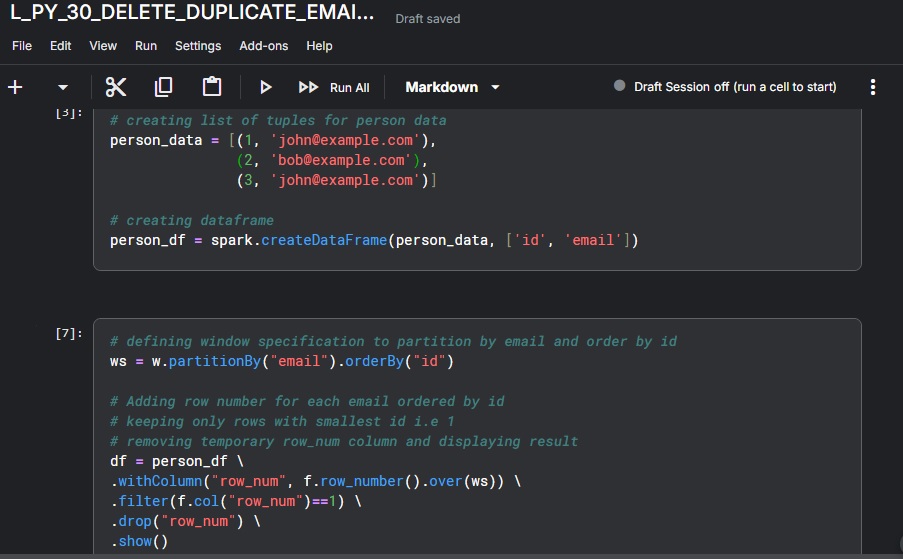 L_PY_30_DELETE_DUPLICATE_EMAI... Draft saved
File Edit View Run Settings Add-ons Help
+ Run All Markdown Draft Session off (run a cell to start)
[3]:
# creating list of tuples for person data
person_data = [(1, 'john@example.com'),
(2, 'bob@example.com'),
(3, 'john@example.com')]
# creating dataframe
person_df = spark.createDataFrame(person_data, ['id', 'email'])
[7]:
# defining window specification to partition by email and order by id
ws = w.partitionBy("email").orderBy("id")
# Adding row number for each email ordered by id
# keeping only rows with smallest id i.e 1
# removing temporary row_num column and displaying result
df = person_df \
.withColumn("row_num", f.row_number().over(ws)) \
.filter(f.col("row_num")==1) \
.drop("row_num") \
.show()